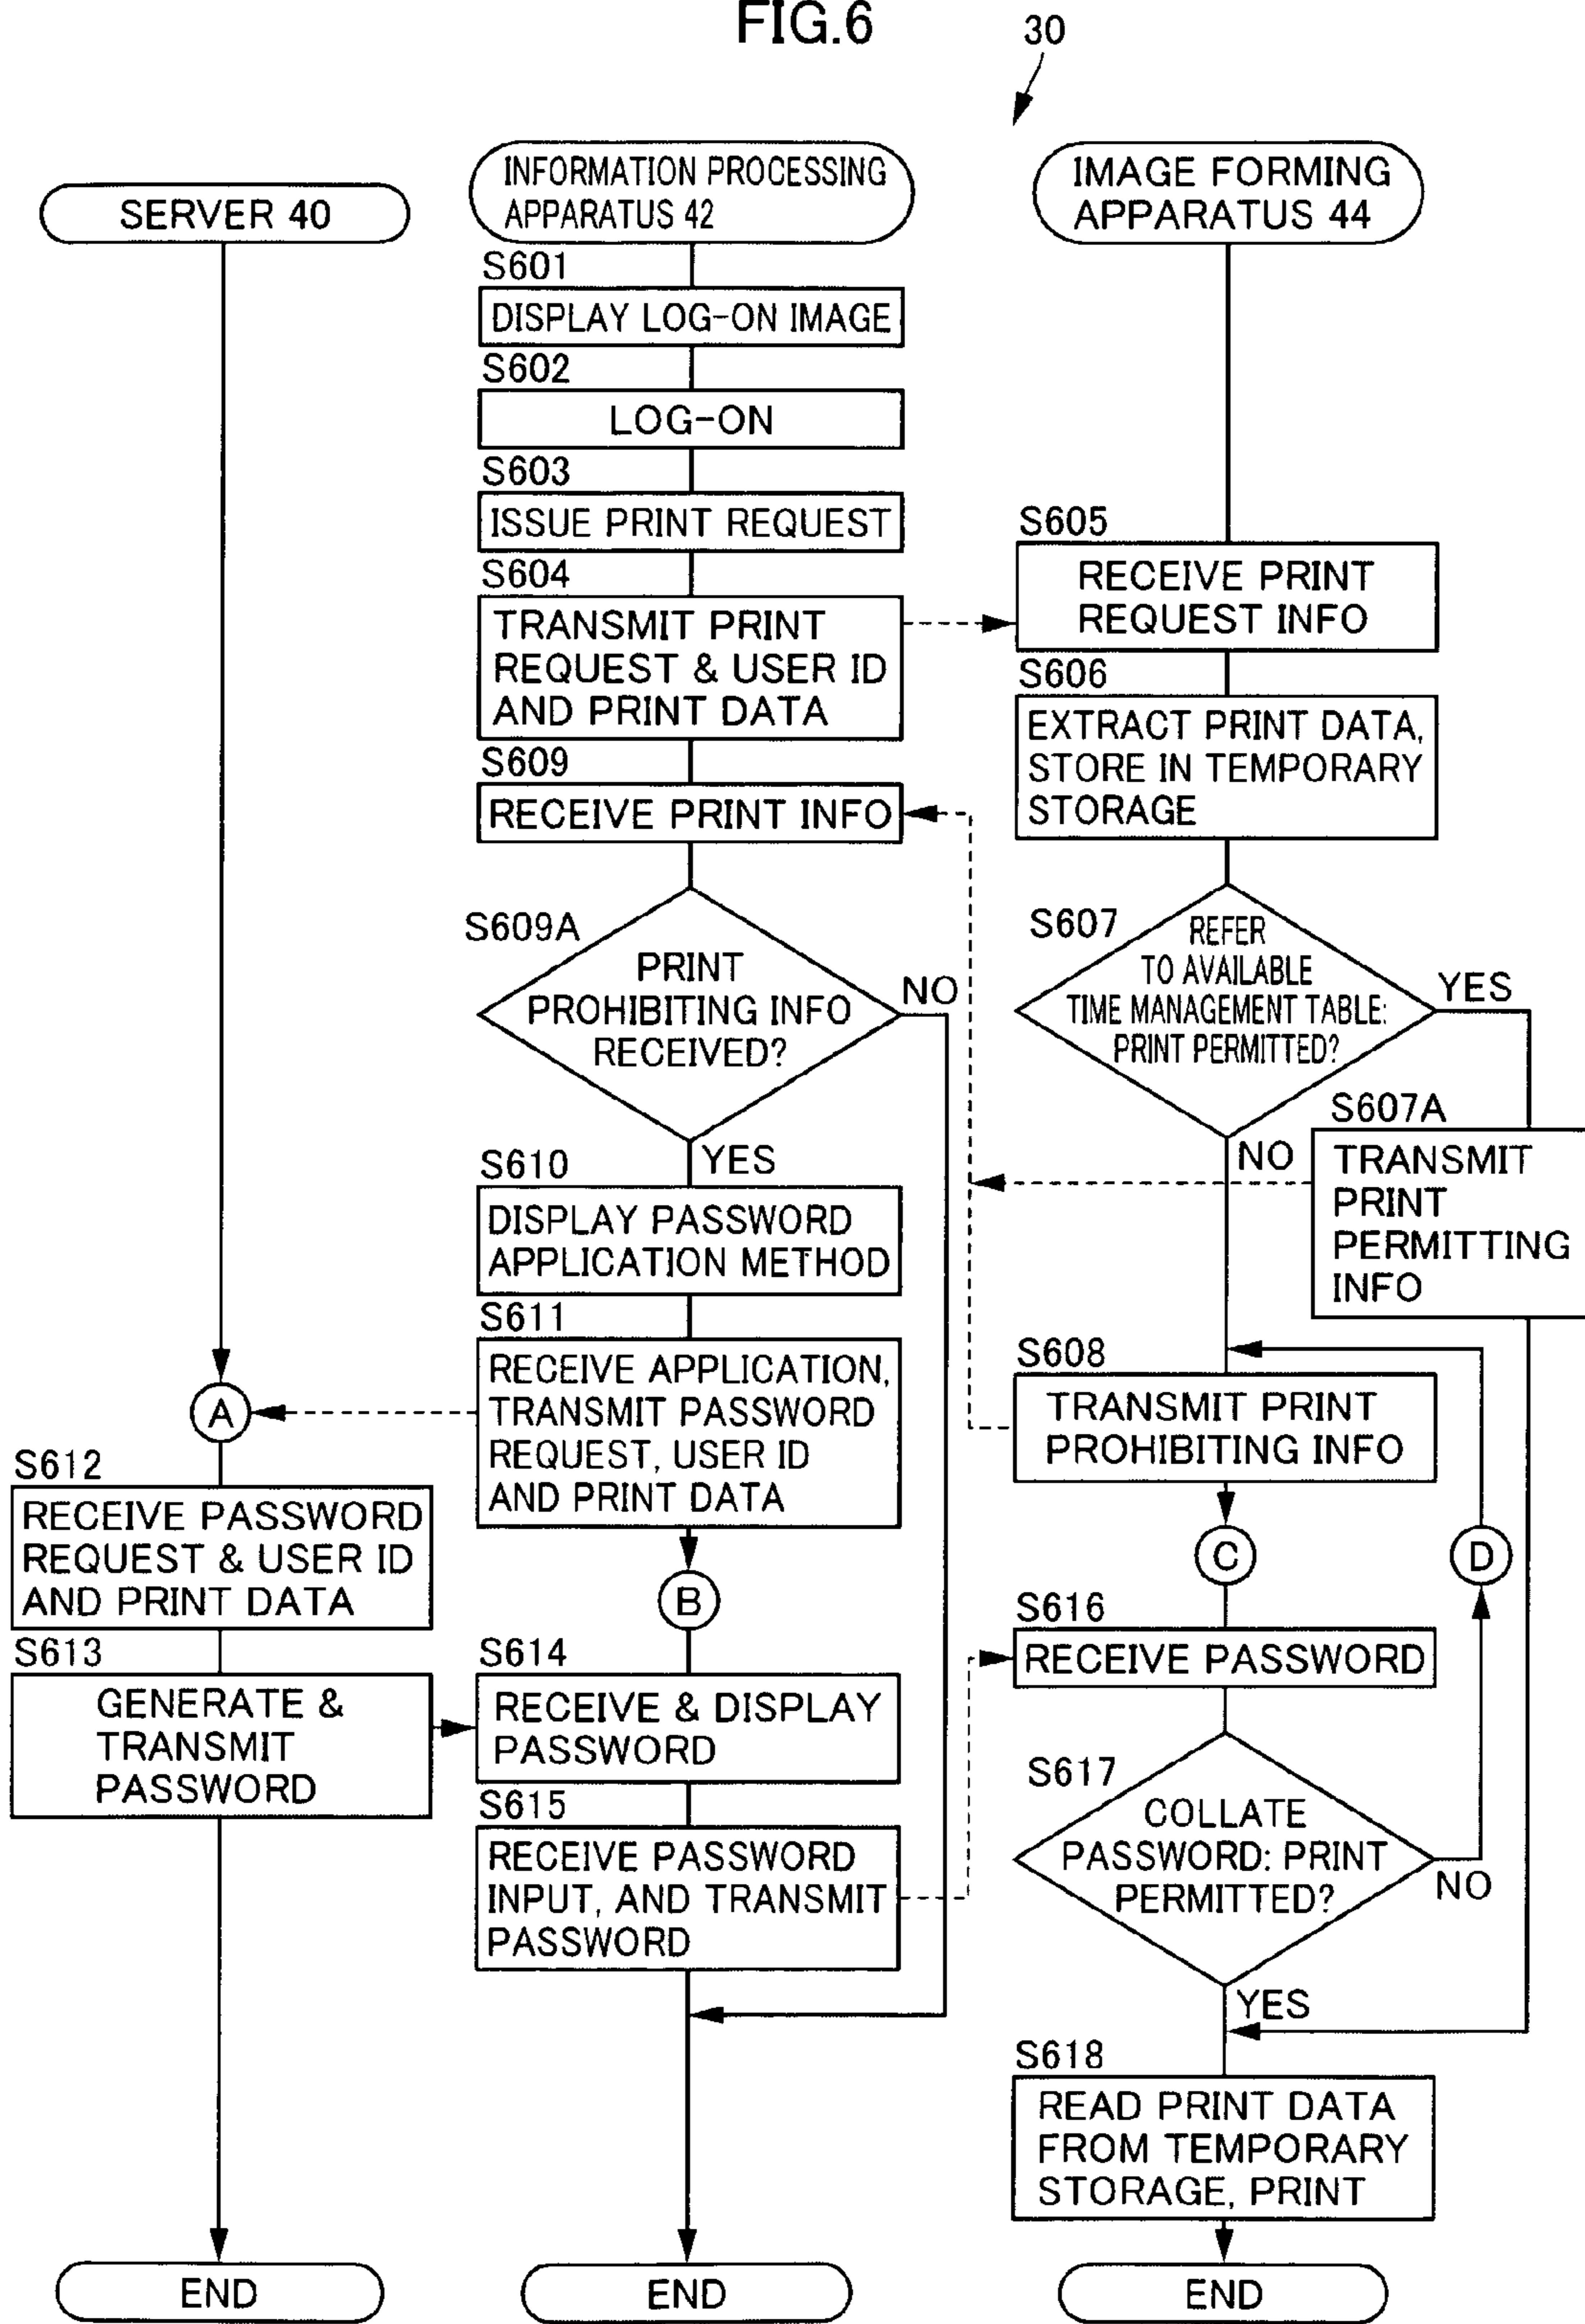 FIG.6
30
SERVER 40
INFORMATION PROCESSING
APPARATUS 42
IMAGE FORMING
APPARATUS 44
S601
DISPLAY LOG-ON IMAGE
S602
LOG-ON
S603
ISSUE PRINT REQUEST
S604
TRANSMIT PRINT
REQUEST & USER ID
AND PRINT DATA
S605
RECEIVE PRINT
REQUEST INFO
S606
EXTRACT PRINT DATA,
STORE IN TEMPORARY
STORAGE
S609
RECEIVE PRINT INFO
S609A
PRINT
PROHIBITING INFO
RECEIVED?
NO
YES
S607
REFER
TO AVAILABLE
TIME MANAGEMENT TABLE:
PRINT PERMITTED?
YES
NO
S607A
TRANSMIT
PRINT
PERMITTING
INFO
S610
DISPLAY PASSWORD
APPLICATION METHOD
S611
RECEIVE APPLICATION,
TRANSMIT PASSWORD
REQUEST, USER ID
AND PRINT DATA
S608
TRANSMIT PRINT
PROHIBITING INFO
A
B
C
D
S612
RECEIVE PASSWORD
REQUEST & USER ID
AND PRINT DATA
S613
GENERATE &
TRANSMIT
PASSWORD
S614
RECEIVE & DISPLAY
PASSWORD
S615
RECEIVE PASSWORD
INPUT, AND TRANSMIT
PASSWORD
S616
RECEIVE PASSWORD
S617
COLLATE
PASSWORD: PRINT
PERMITTED?
NO
YES
S618
READ PRINT DATA
FROM TEMPORARY
STORAGE, PRINT
END
END
END